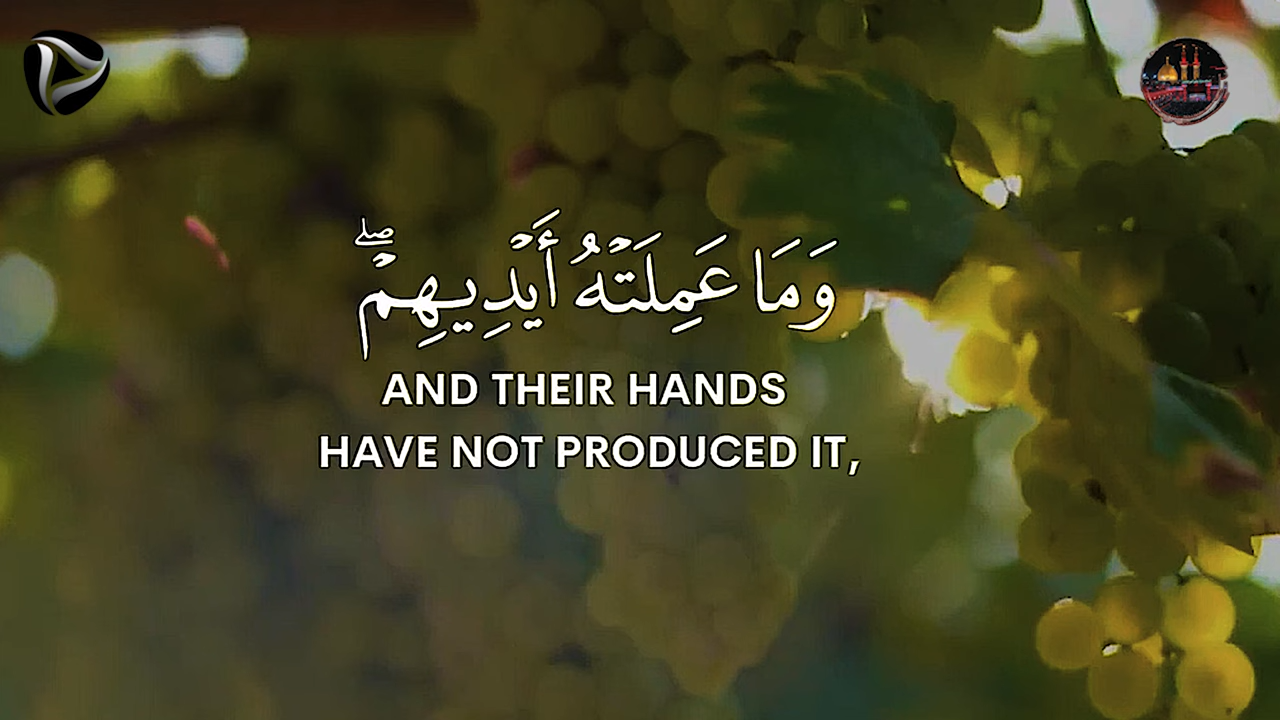 وَمَا عَمِلَتۡهُ أَيۡدِيهِمۡۚ
AND THEIR HANDS
HAVE NOT PRODUCED IT,